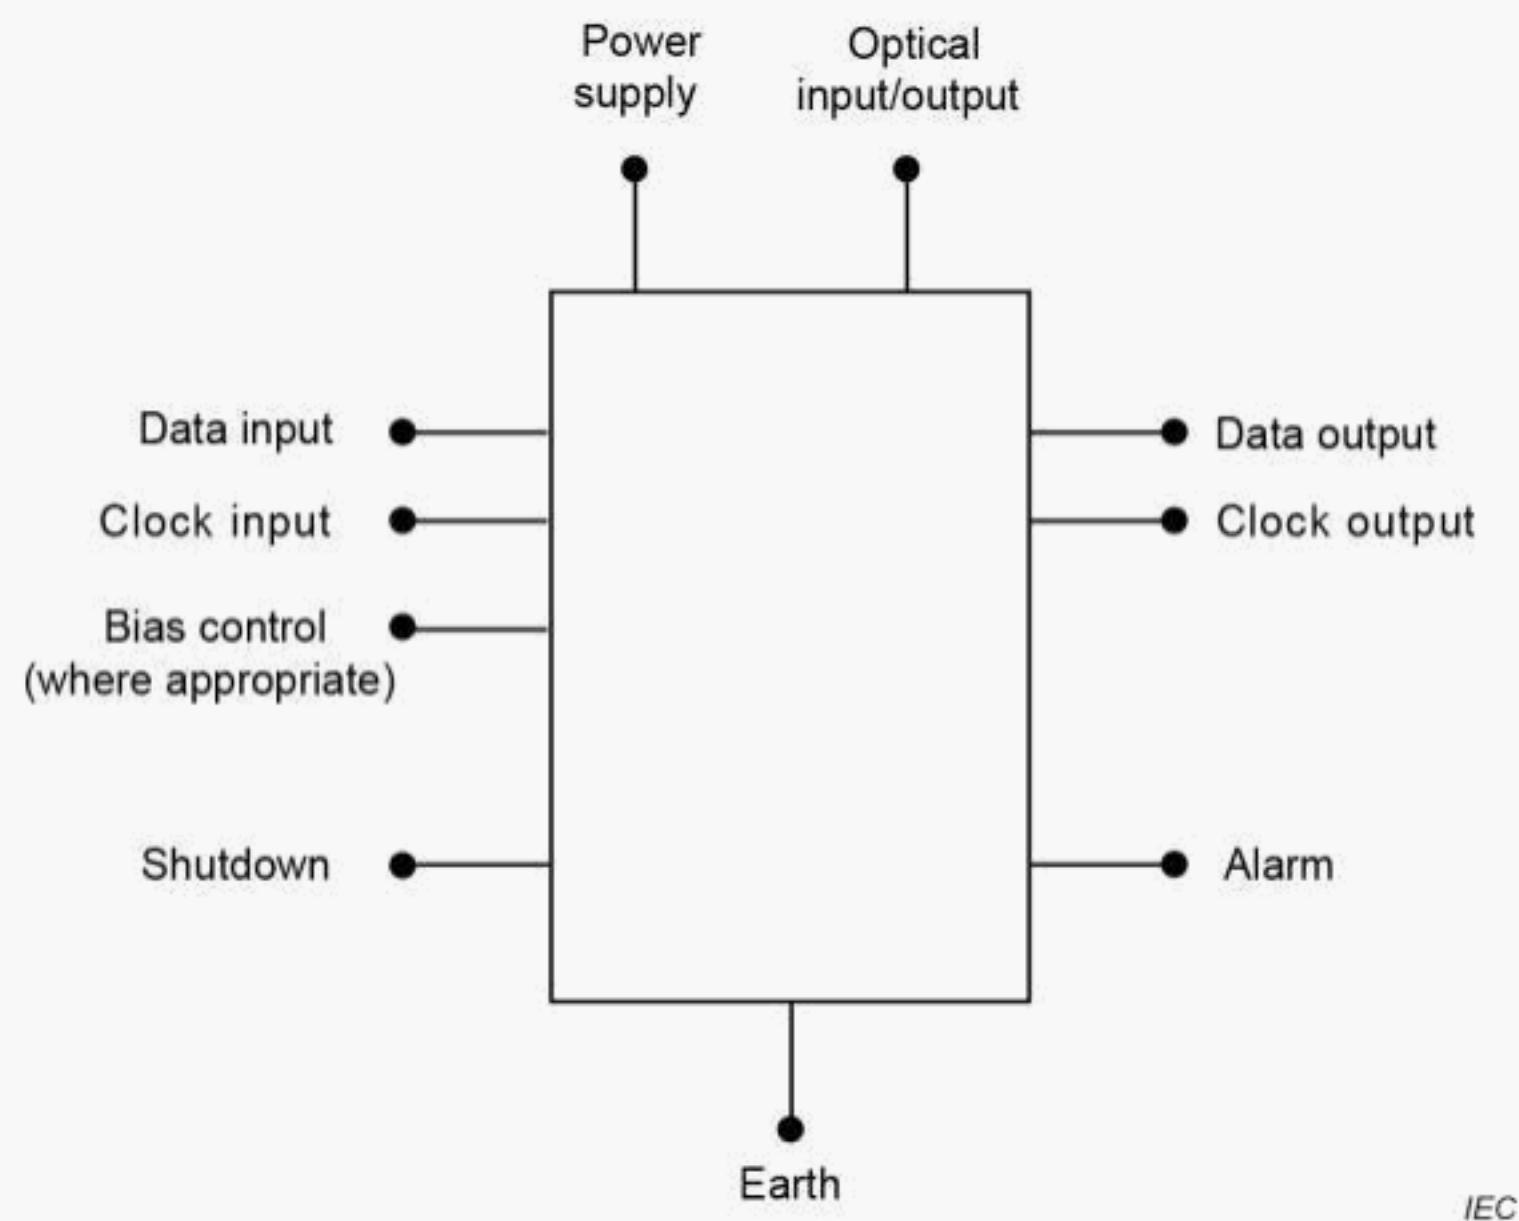 Power
supply
Optical
input/output
Data input
Clock input
Bias control
(where appropriate)
Shutdown
Data output
Clock output
Alarm
Earth
IEC